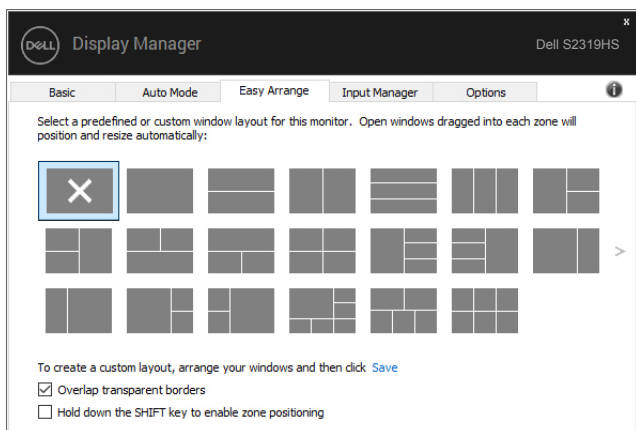 x
DELL Display Manager Dell S2319HS
Basic Auto Mode Easy Arrange Input Manager Options
Select a predefined or custom window layout for this monitor. Open windows dragged into each zone will
position and resize automatically:
>
To create a custom layout, arrange your windows and then click Save
Overlap transparent borders
Hold down the SHIFT key to enable zone positioning